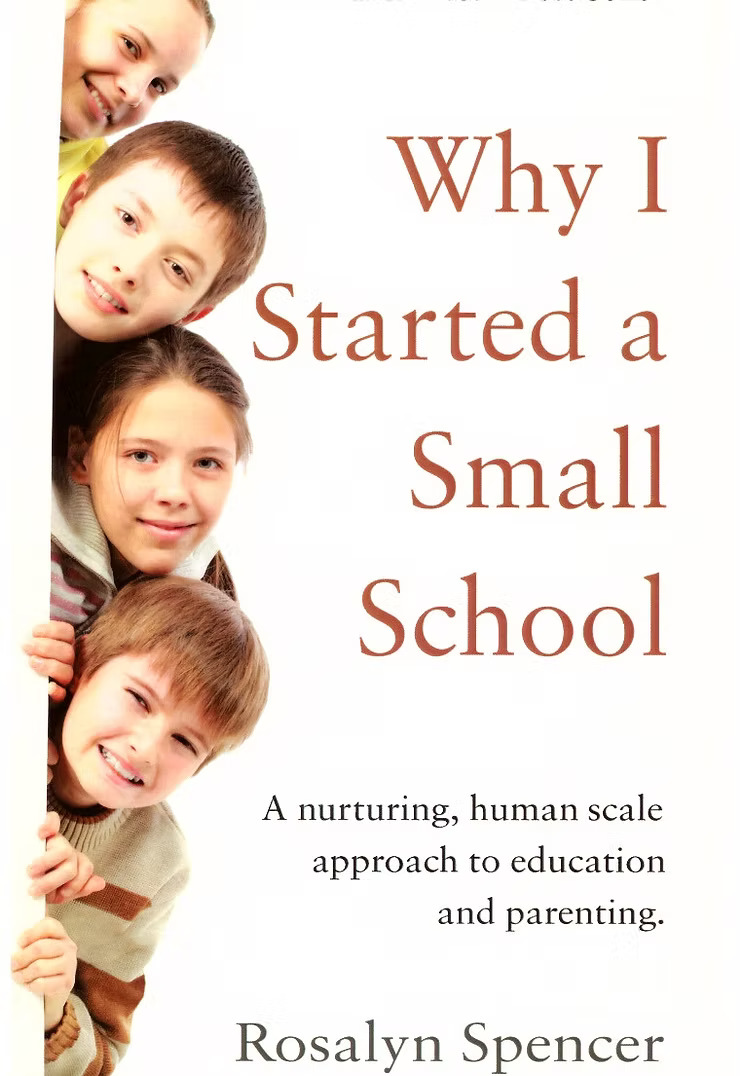 Why I
Started a
Small
School
A nurturing, human scale
approach to education
and parenting.
Rosalyn Spencer